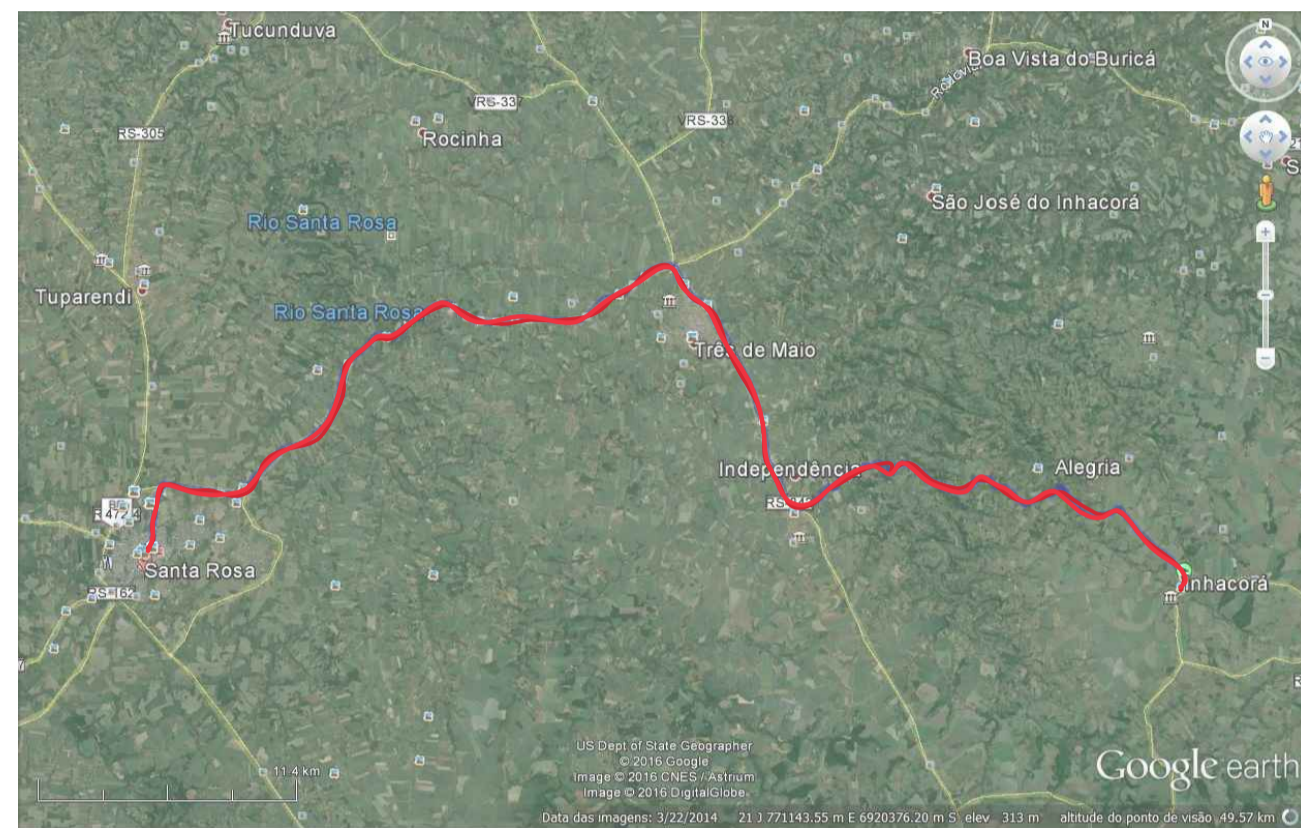 Tucunduva
Boa Vista do Buricá
VRS-337
RS-305
Rocinha
São José do Inhacorá
Rio Santa Rosa
Tuparendi
Rio Santa Rosa
Três de Maio
Independência
Alegria
Santa Rosa
Inhacorá
US Dept of State Geographer
© 2016 Google
Image © 2016 CNES / Astrium
Image © 2016 DigitalGlobe
Google earth
11.4 km
Data das imagens: 3/22/2014 21 J 771143.55 m E 6920376.20 m S elev 313 m altitude do ponto de visão 49.57 km
N